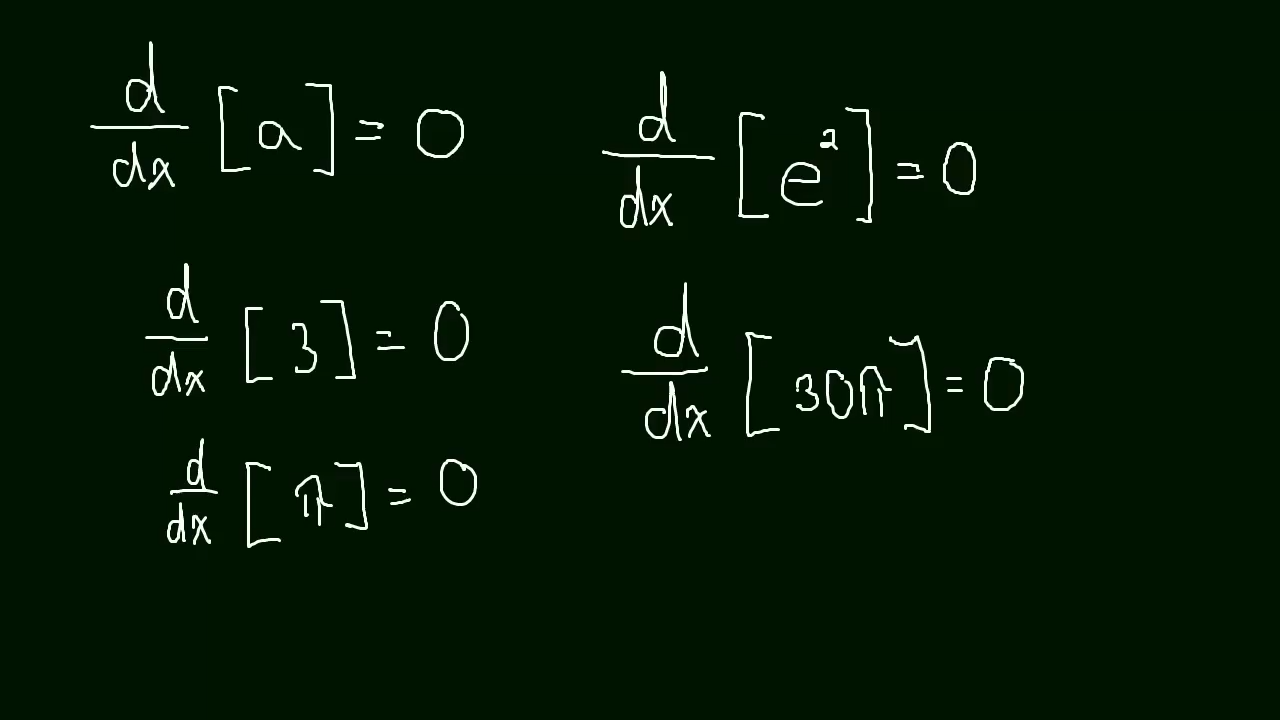 d/dx [a] = 0
d/dx [3] = 0
d/dx [π] = 0
d/dx [e²] = 0
d/dx [30π] = 0